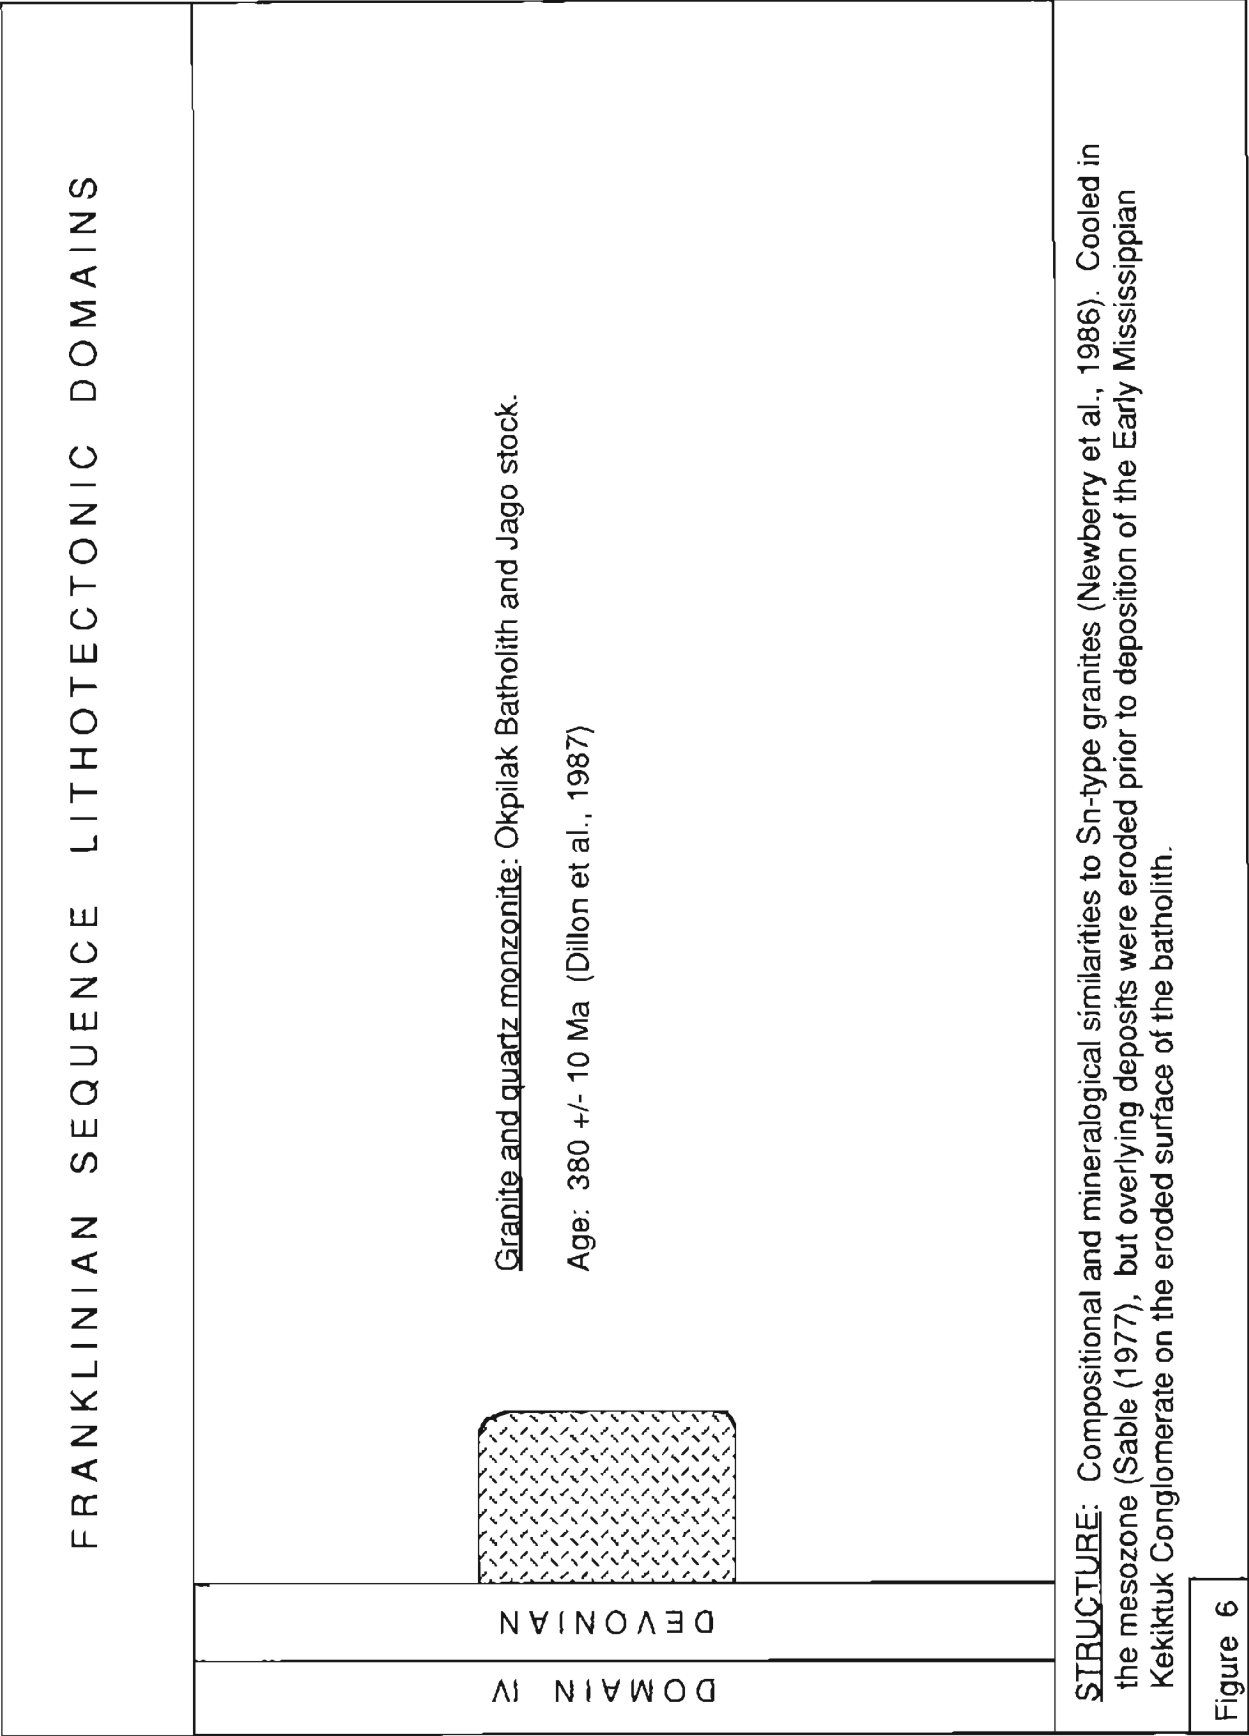 FRANKLINIAN SEQUENCE LITHOTECTONIC DOMAINS
DOMAIN IV
DEVONIAN
Granite and quartz monzonite: Okpilak Batholith and Jago stock.
Age: 380 +/- 10 Ma (Dillon et al., 1987)
STRUCTURE: Compositional and mineralogical similarities to Sn-type granites (Newberry et al., 1986). Cooled in
the mesozone (Sable (1977), but overlying deposits were eroded prior to deposition of the Early Mississippian
Kekiktuk Conglomerate on the eroded surface of the batholith.
Figure 6